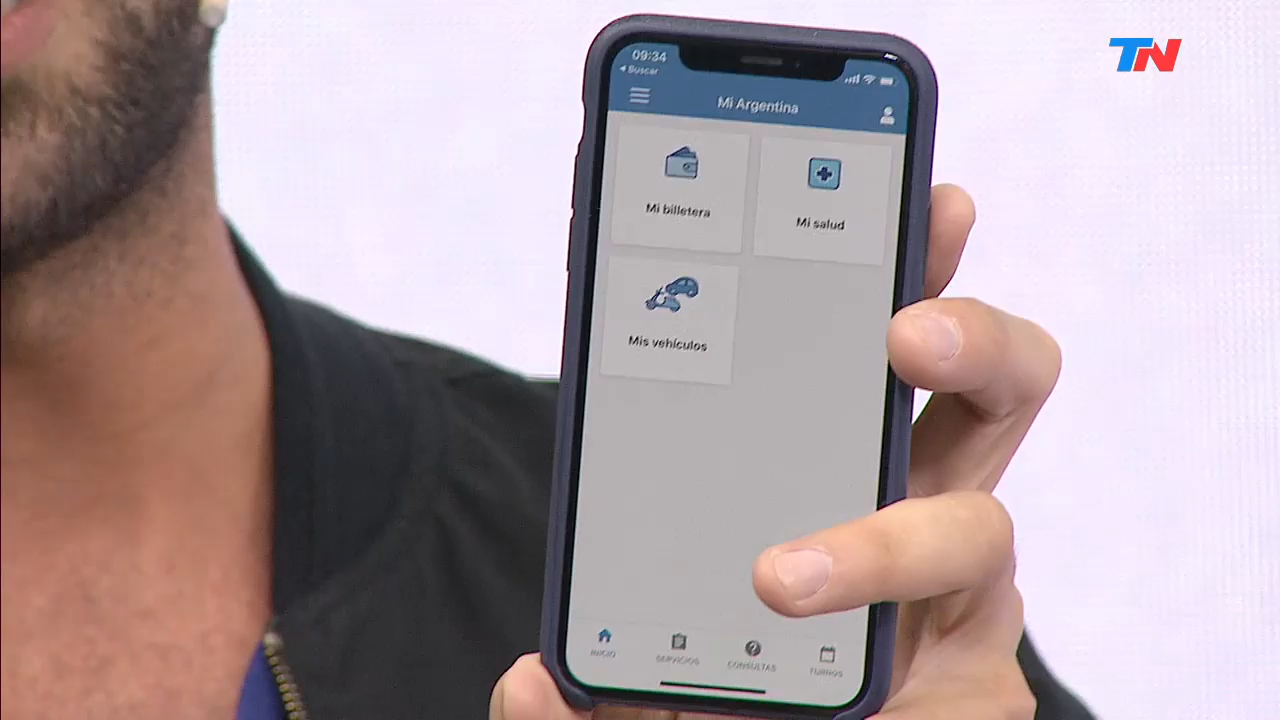 TN
09:34
◂ Buscar
Mi Argentina
Mi billetera
Mi salud
Mis vehículos
INICIO
SERVICIOS
CONSULTAS
TURNOS